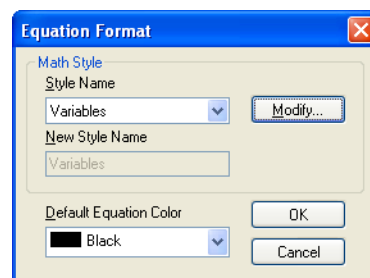 Equation Format
Math Style
Style Name
Variables
Modify...
New Style Name
Variables
Default Equation Color
OK
Black
Cancel